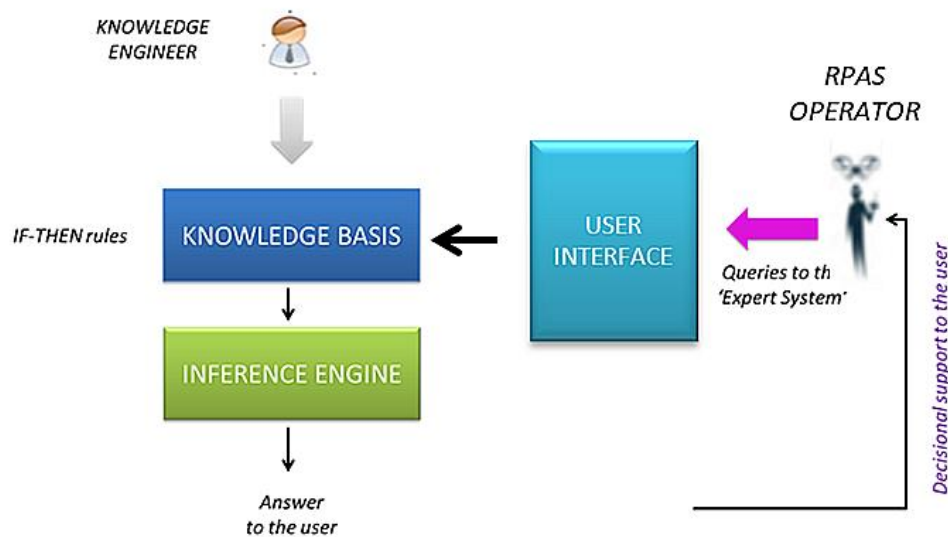 KNOWLEDGE
ENGINEER
RPAS
OPERATOR
IF-THEN rules
KNOWLEDGE BASIS
USER
INTERFACE
Queries to th
'Expert System'
INFERENCE ENGINE
Answer
to the user
Decisional support to the user